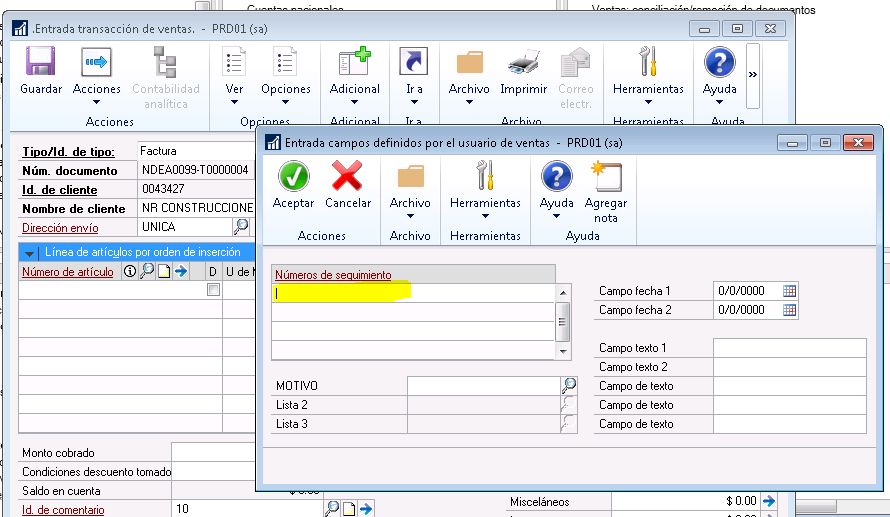 Cuentas nacionales
Ventas: conciliación/remoción de documentos
.Entrada transacción de ventas. - PRD01 (sa)
Guardar
Acciones
Contabilidad
analítica
Ver
Opciones
Adicional
Ir a
Archivo
Imprimir
Correo
electr.
Herramientas
Ayuda
»
Acciones
Opciones
Adicional
Ir a
Archivo
Herramientas
Ayuda
Tipo/Id. de tipo:
Factura
Núm. documento
NDEA0099-T0000004
Id. de cliente
0043427
Nombre de cliente
NR CONSTRUCCIONE
Dirección envío
UNICA
Línea de artículos por orden de inserción
Número de artículo
D
U de
Monto cobrado
Condiciones descuento tomado
Saldo en cuenta
Id. de comentario
10
Misceláneos
$ 0.00
Entrada campos definidos por el usuario de ventas - PRD01 (sa)
Aceptar
Cancelar
Archivo
Herramientas
Ayuda
Agregar
nota
Acciones
Archivo
Herramientas
Ayuda
Números de seguimiento
MOTIVO
Lista 2
Lista 3
Campo fecha 1
0/0/0000
Campo fecha 2
0/0/0000
Campo texto 1
Campo texto 2
Campo de texto
Campo de texto
Campo de texto